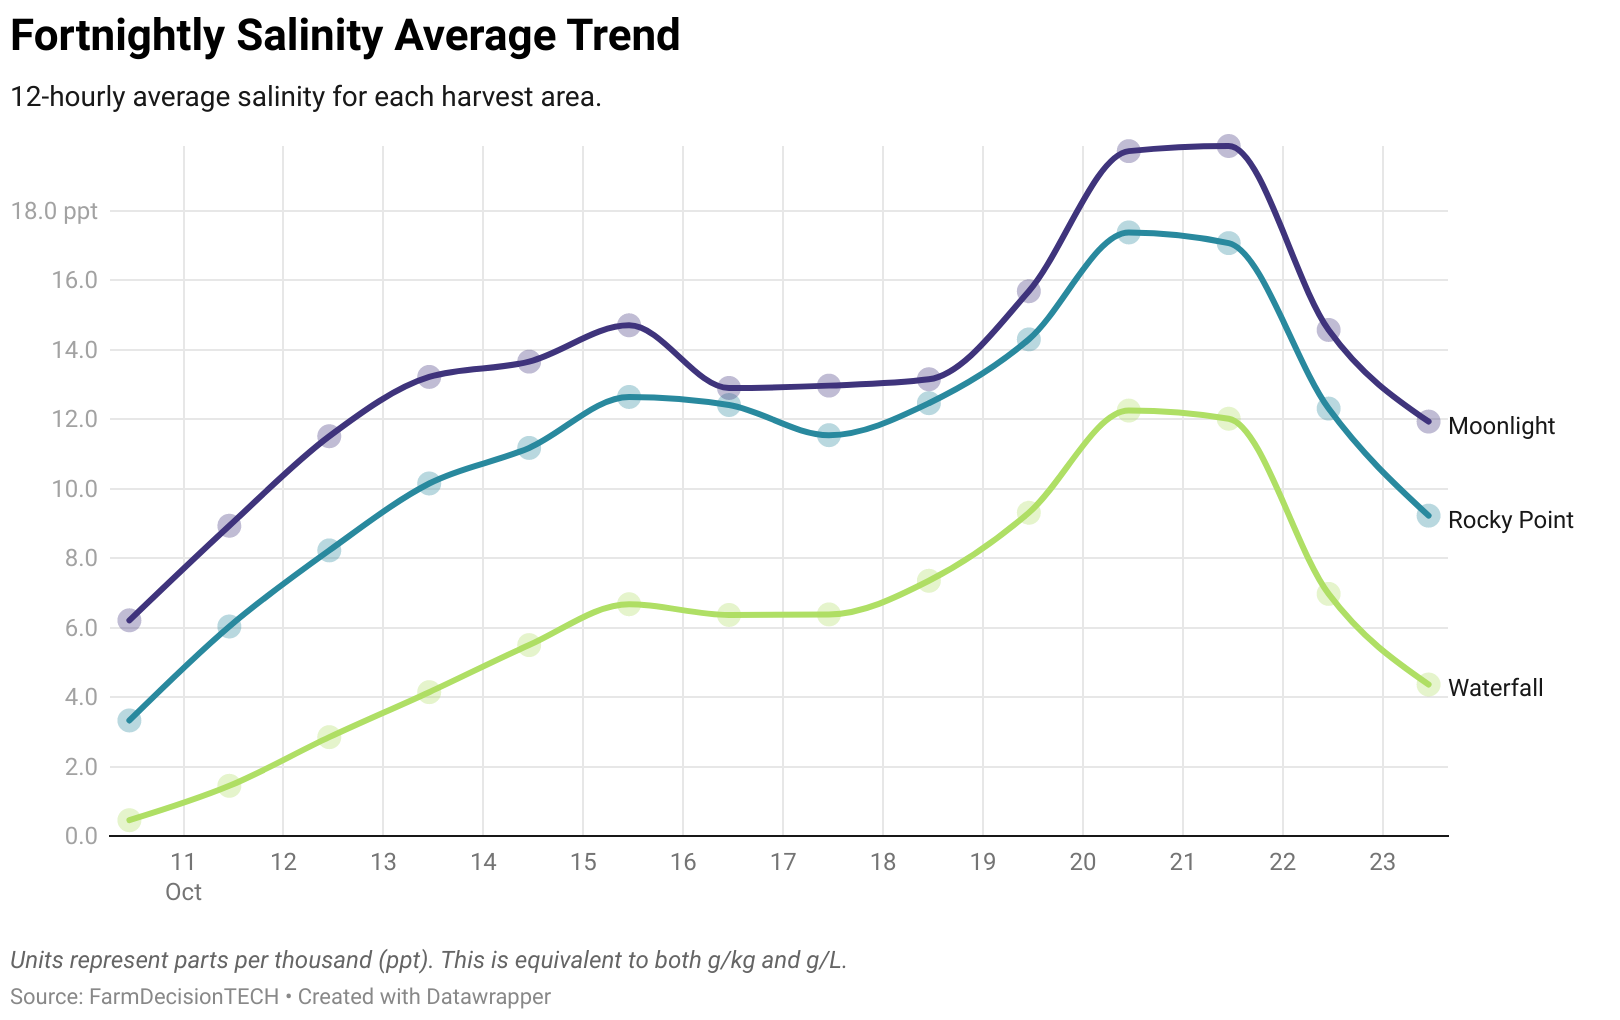 Fortnightly Salinity Average Trend
12-hourly average salinity for each harvest area.
18.0 ppt
16.0
14.0
12.0
10.0
8.0
6.0
4.0
2.0
0.0
Moonlight
Rocky Point
Waterfall
11 12 13 14 15 16 17 18 19 20 21 22 23
Oct
Units represent parts per thousand (ppt). This is equivalent to both g/kg and g/L.
Source: FarmDecisionTECH • Created with Datawrapper